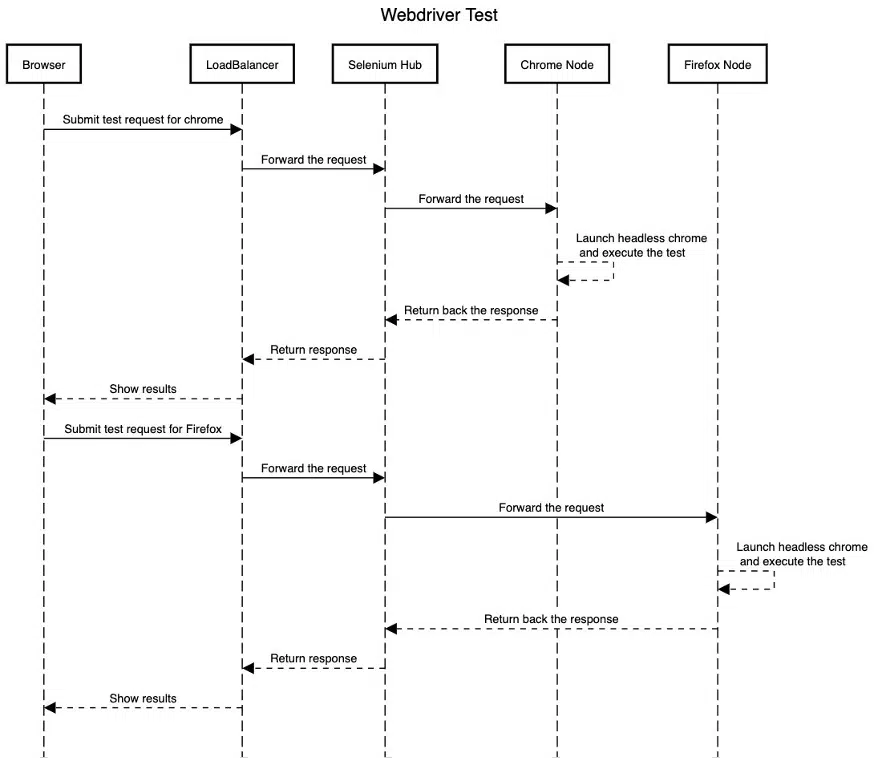 Webdriver Test
Browser
LoadBalancer
Selenium Hub
Chrome Node
Firefox Node
Submit test request for chrome
Forward the request
Forward the request
Launch headless chrome
and execute the test
Return back the response
Return response
Show results
Submit test request for Firefox
Forward the request
Forward the request
Launch headless chrome
and execute the test
Return back the response
Return response
Show results